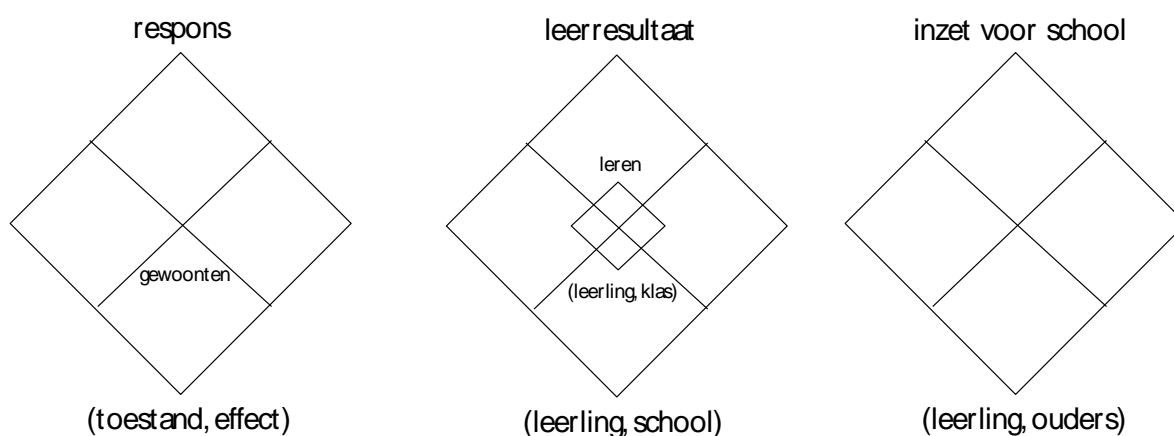 respons
leerresultaat
inzet voor school
leren
gewoonten
(leerling, klas)
(toestand, effect)
(leerling, school)
(leerling, ouders)